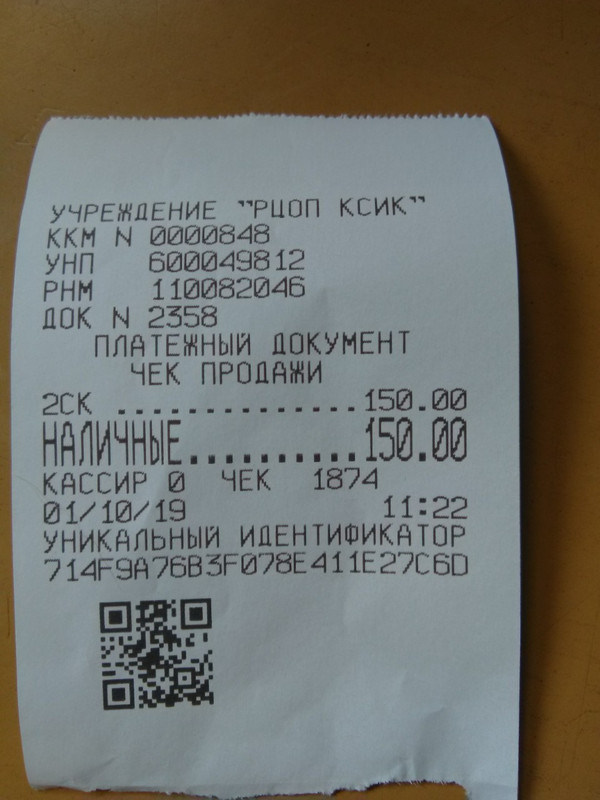 УЧРЕЖДЕНИЕ "РЦОП КСИК"
ККМ N 0000848
УНП 600049812
РНМ 110082046
ДОК N 2358
ПЛАТЕЖНЫЙ ДОКУМЕНТ
ЧЕК ПРОДАЖИ
2СК ..............150.00
НАЛИЧНЫЕ..........150.00
КАССИР 0 ЧЕК 1874
01/10/19 11:22
УНИКАЛЬНЫЙ ИДЕНТИФИКАТОР
714F9A76B3F078E411E27C6D